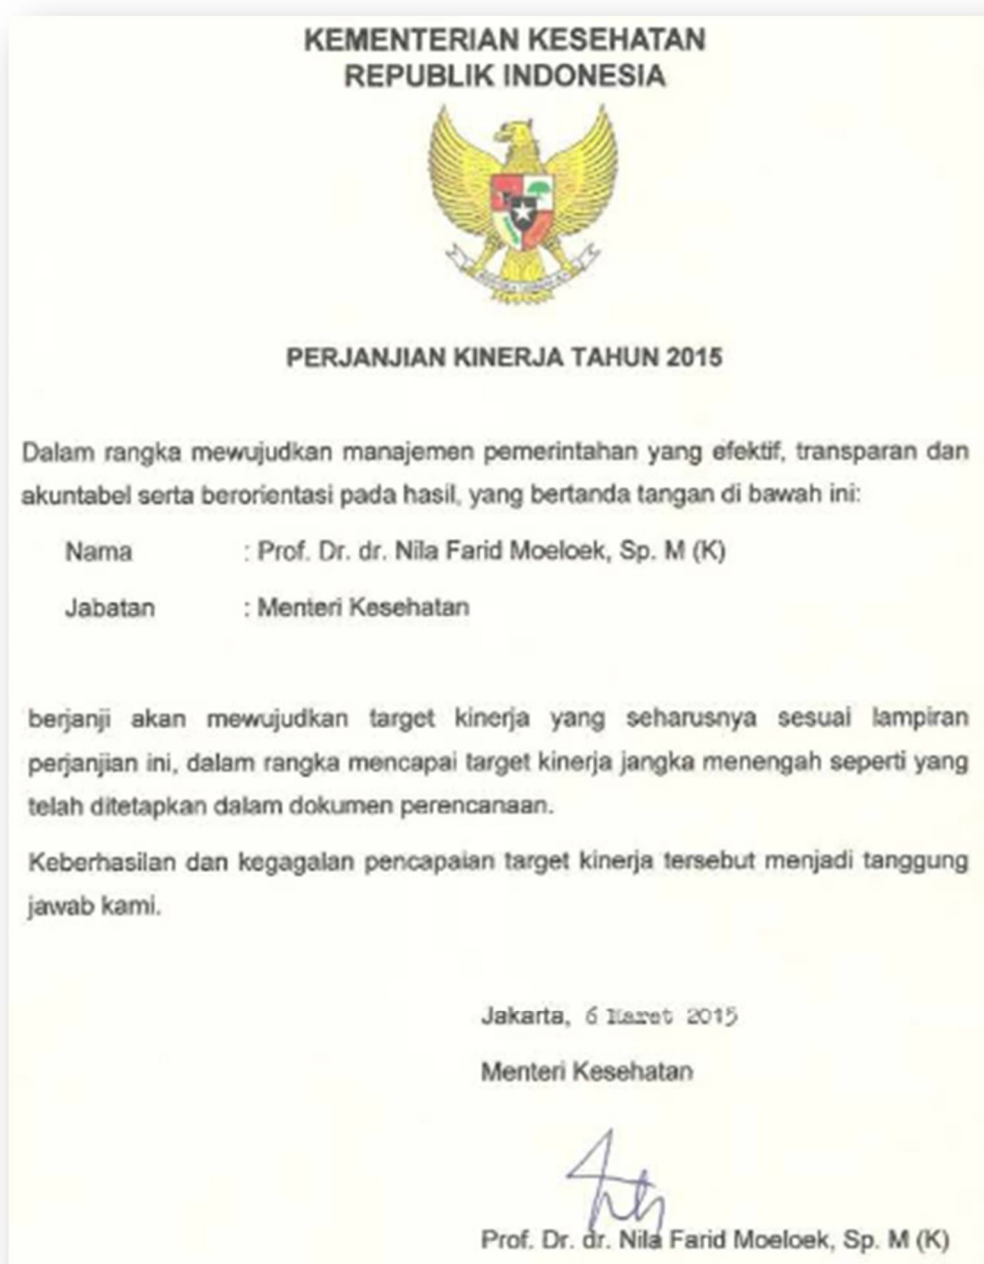 KEMENTERIAN KESEHATAN
REPUBLIK INDONESIA
PERJANJIAN KINERJA TAHUN 2015
Dalam rangka mewujudkan manajemen pemerintahan yang efektif, transparan dan
akuntabel serta berorientasi pada hasil, yang bertanda tangan di bawah ini:
Nama : Prof. Dr. dr. Nila Farid Moeloek, Sp. M (K)
Jabatan : Menteri Kesehatan
berjanji akan mewujudkan target kinerja yang seharusnya sesuai lampiran
perjanjian ini, dalam rangka mencapai target kinerja jangka menengah seperti yang
telah ditetapkan dalam dokumen perencanaan.
Keberhasilan dan kegagalan pencapaian target kinerja tersebut menjadi tanggung
jawab kami.
Jakarta, 6 Maret 2015
Menteri Kesehatan
Prof. Dr. dr. Nila Farid Moeloek, Sp. M (K)